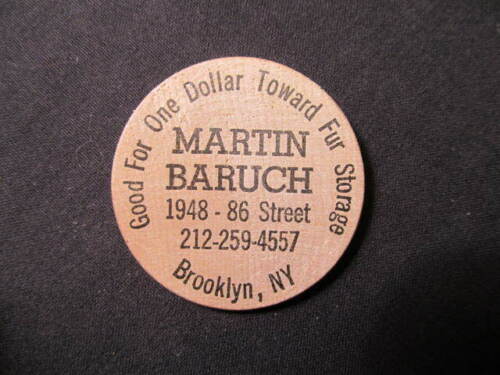 Good For One Dollar Toward Fur Storage
MARTIN
BARUCH
1948 - 86 Street
212-259-4557
Brooklyn, NY